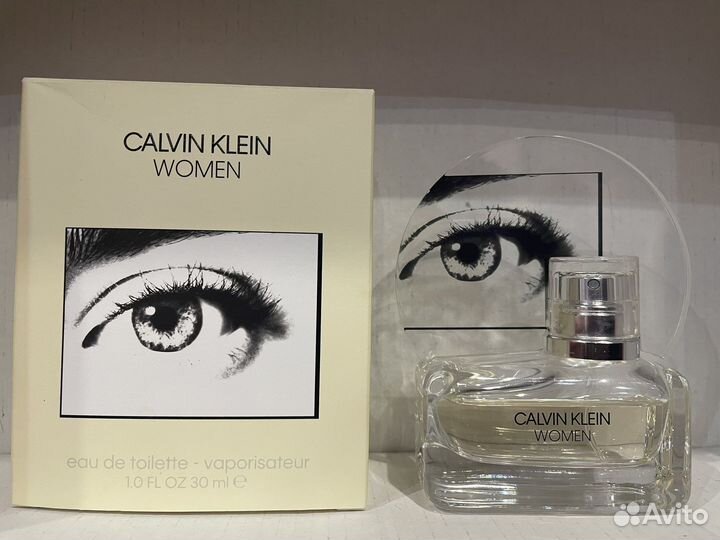 CALVIN KLEIN
WOMEN
eau de toilette - vaporisateur
1.0 FL OZ 30 ml ℮
CALVIN KLEIN
WOMEN
Avito